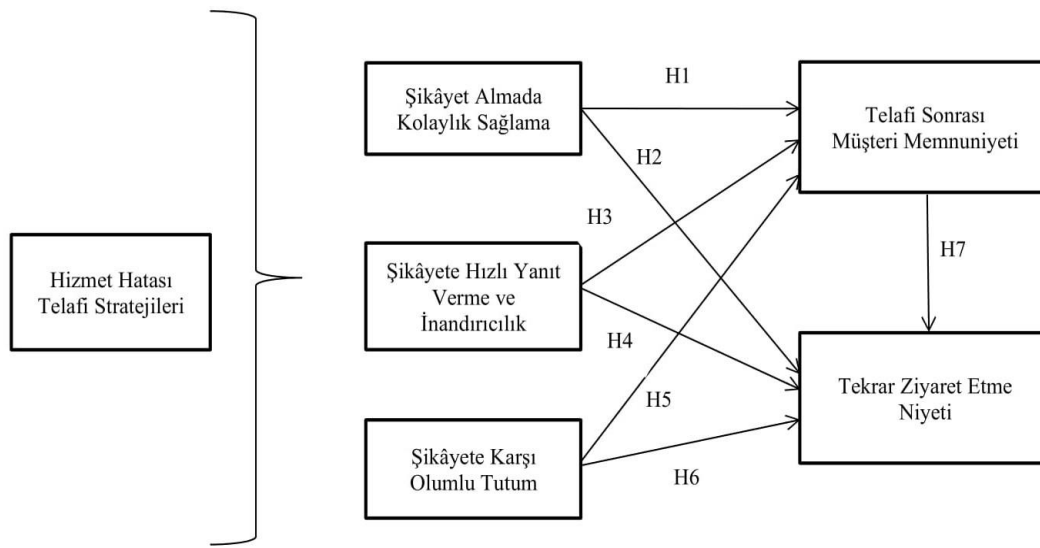 Hizmet Hatası
Telafi Stratejileri
Şikâyet Almada
Kolaylık Sağlama
Şikâyete Hızlı Yanıt
Verme ve
İnandırıcılık
Şikâyete Karşı
Olumlu Tutum
H1
H2
H3
H4
H5
H6
Telafi Sonrası
Müşteri Memnuniyeti
H7
Tekrar Ziyaret Etme
Niyeti